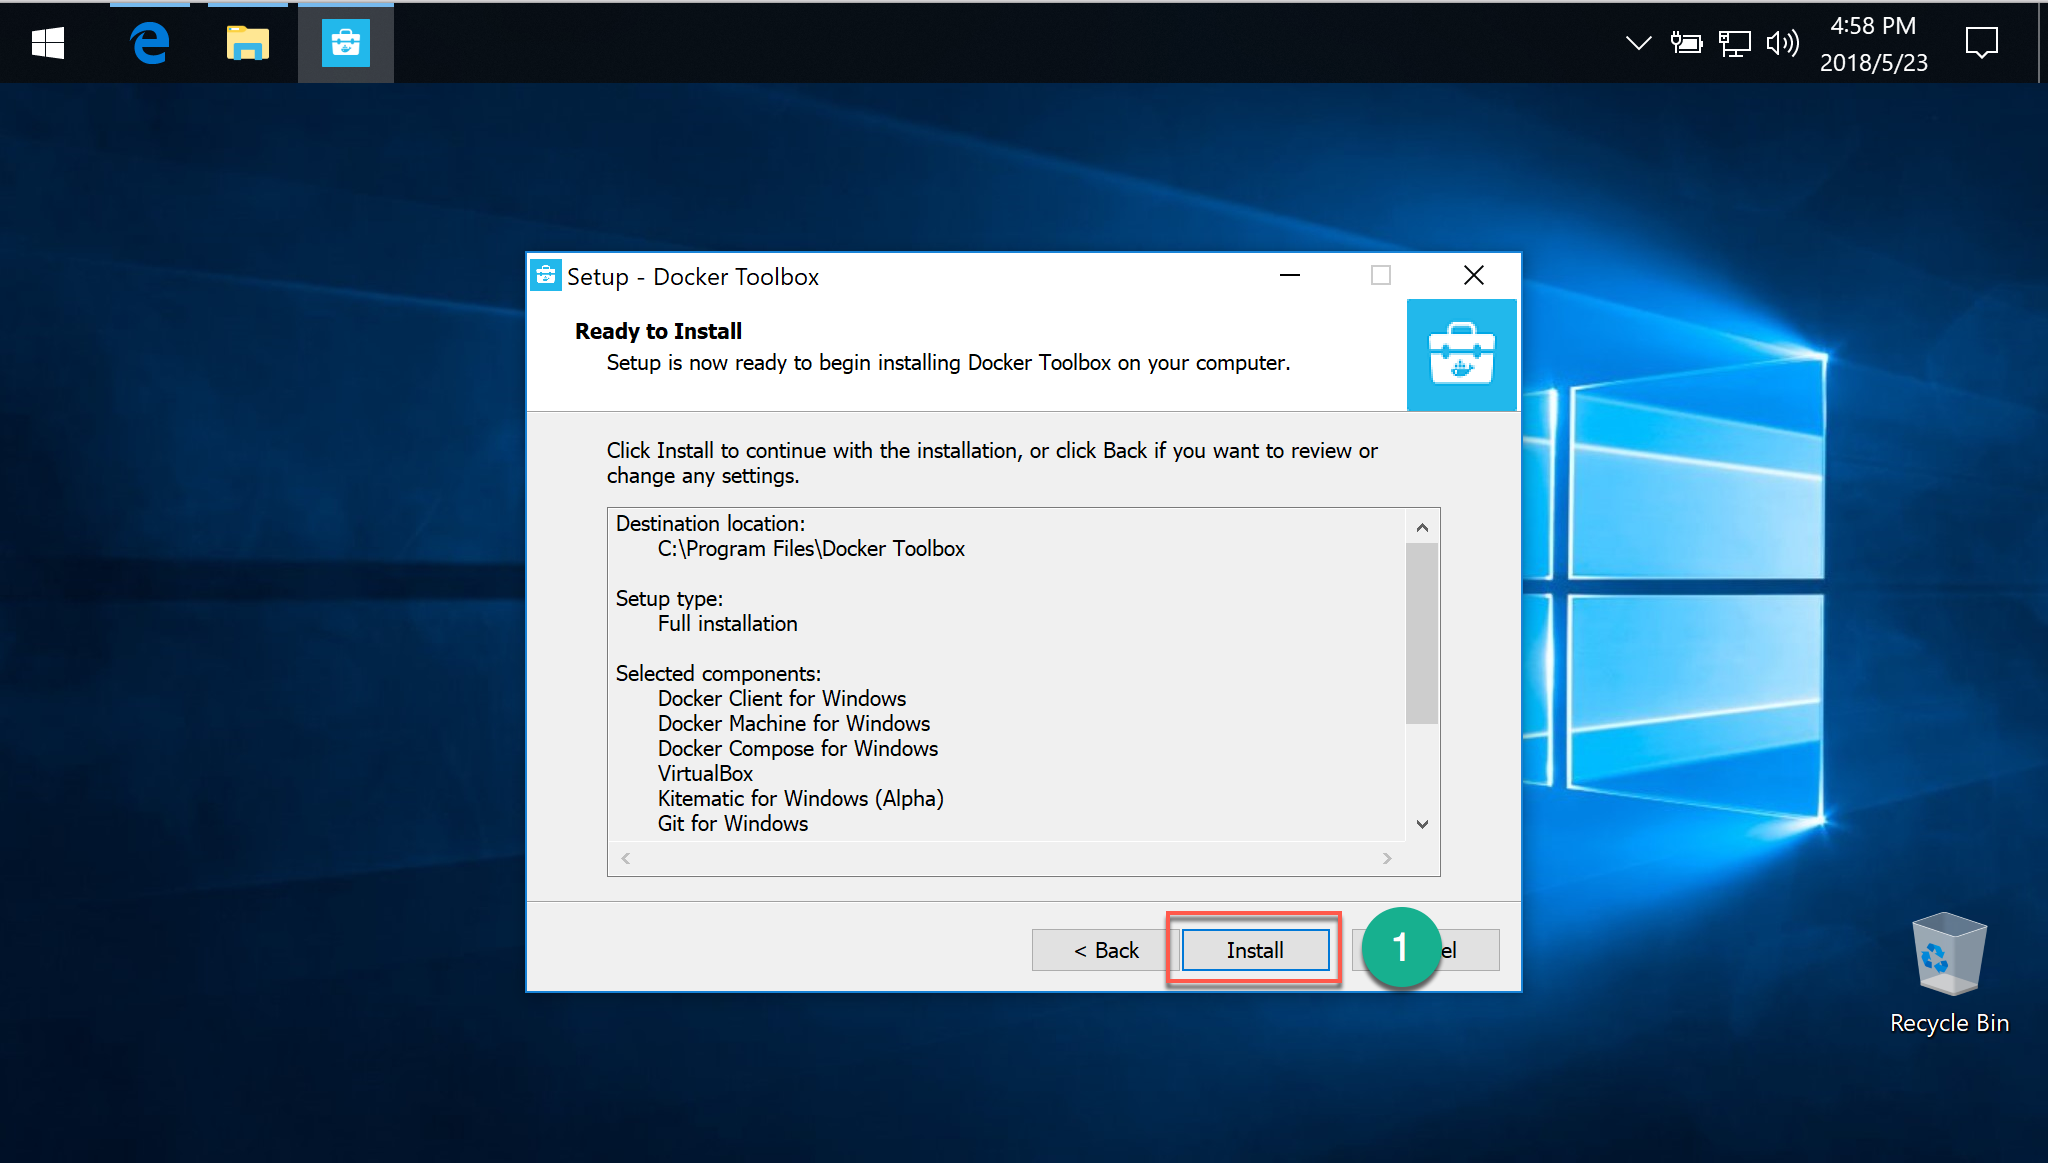 4:58 PM
2018/5/23
Setup - Docker Toolbox
Ready to Install
Setup is now ready to begin installing Docker Toolbox on your computer.
Click Install to continue with the installation, or click Back if you want to review or
change any settings.
Destination location:
C:\Program Files\Docker Toolbox
Setup type:
Full installation
Selected components:
Docker Client for Windows
Docker Machine for Windows
Docker Compose for Windows
VirtualBox
Kitematic for Windows (Alpha)
Git for Windows
< Back
Install
1
Recycle Bin